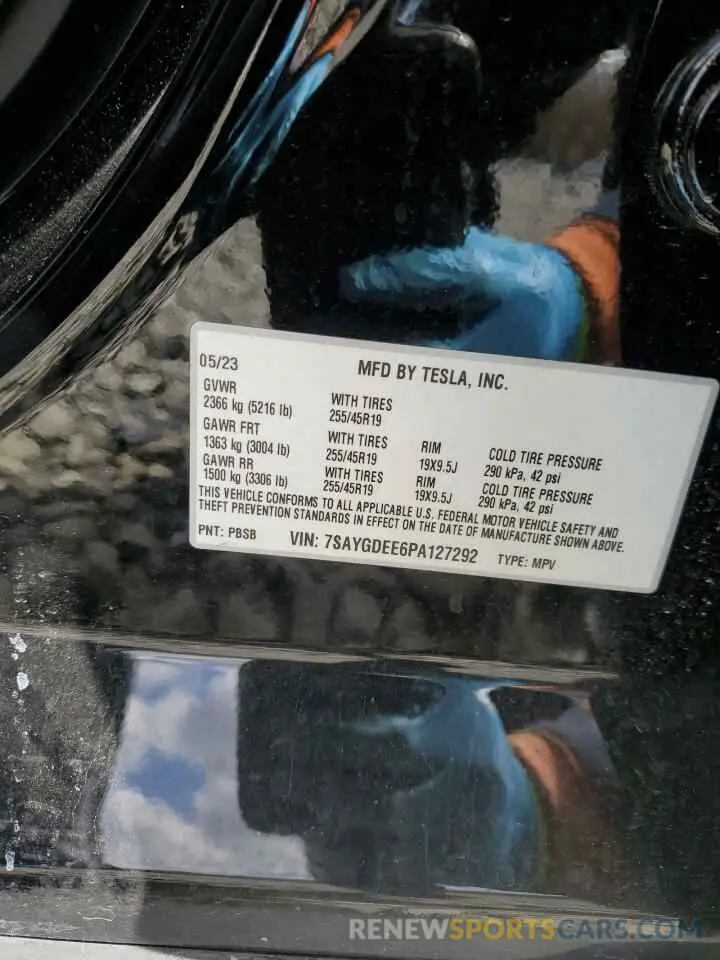 05/23 MFD BY TESLA, INC.
GVWR
2366 kg (5216 lb) WITH TIRES 255/45R19
GAWR FRT
1363 kg (3004 lb) WITH TIRES 255/45R19 RIM 19X9.5J COLD TIRE PRESSURE 290 kPa, 42 psi
GAWR RR
1500 kg (3306 lb) WITH TIRES 255/45R19 RIM 19X9.5J COLD TIRE PRESSURE 290 kPa, 42 psi
THIS VEHICLE CONFORMS TO ALL APPLICABLE U.S. FEDERAL MOTOR VEHICLE SAFETY AND
THEFT PREVENTION STANDARDS IN EFFECT ON THE DATE OF MANUFACTURE SHOWN ABOVE.
PNT: PBSB VIN: 7SAYGDEE6PA127292 TYPE: MPV
RENEWSPORTSCARS.COM